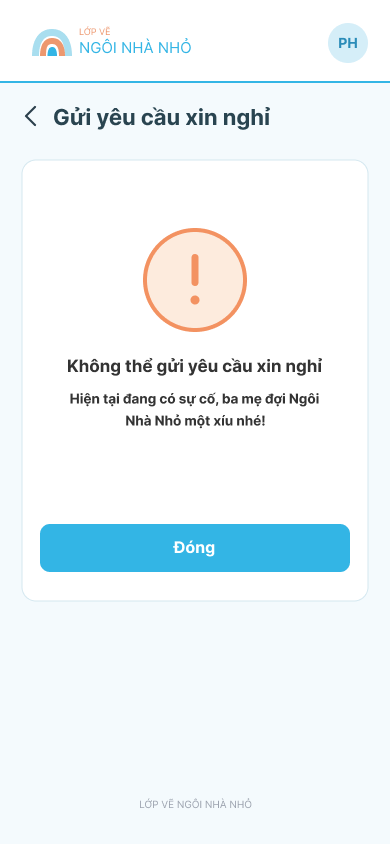 LỚP VẼ
NGÔI NHÀ NHỎ
PH
Gửi yêu cầu xin nghỉ
Không thể gửi yêu cầu xin nghỉ
Hiện tại đang có sự cố, ba mẹ đợi Ngôi
Nhà Nhỏ một xíu nhé!
Đóng
LỚP VẼ NGÔI NHÀ NHỎ